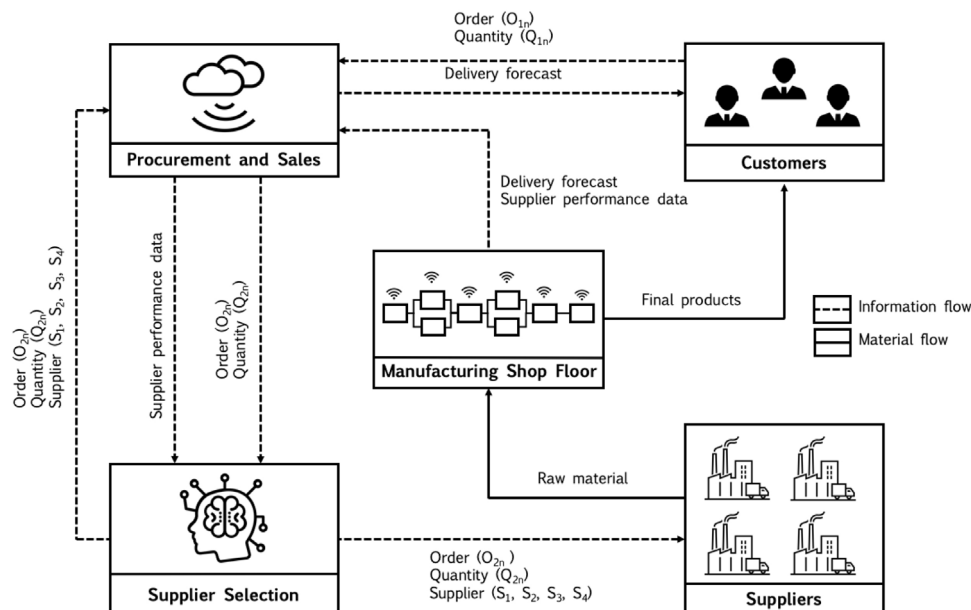 Order (O₁ₙ)
Quantity (Q₁ₙ)
Delivery forecast
Procurement and Sales
Customers
Delivery forecast
Supplier performance data
Order (O₂ₙ)
Quantity (Q₂ₙ)
Supplier (S₁, S₂, S₃, S₄)
Supplier performance data
Order (O₂ₙ)
Quantity (Q₂ₙ)
Final products
Manufacturing Shop Floor
Information flow
Material flow
Raw material
Supplier Selection
Order (O₂ₙ )
Quantity (Q₂ₙ)
Supplier (S₁, S₂, S₃, S₄)
Suppliers